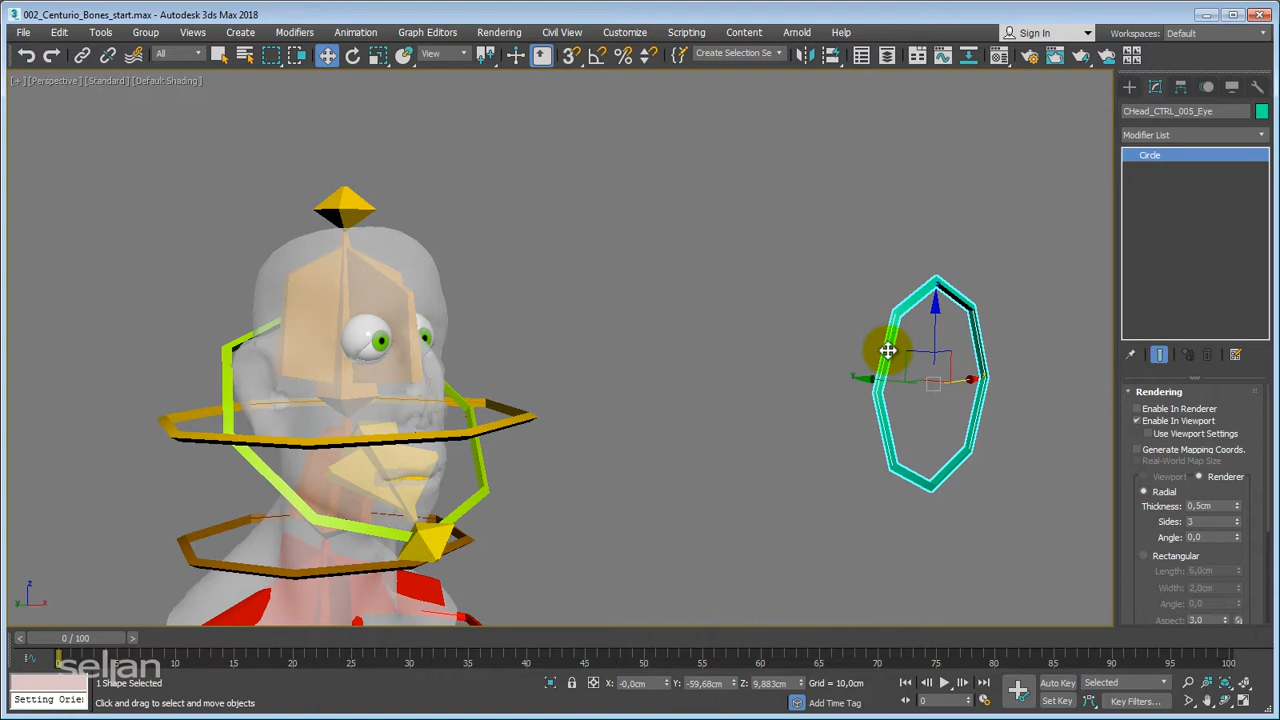 002_Centurio_Bones_start.max - Autodesk 3ds Max 2018
File Edit Tools Group Views Create Modifiers Animation Graph Editors Rendering Civil View Customize Scripting Content Arnold Help Sign In Workspaces: Default
All View Create Selection Se
[+] [Perspective] [Standard] [Default Shading]
CHead_CTRL_005_Eye
Modifier List
Circle
Rendering
Enable In Renderer
Enable In Viewport
Use Viewport Settings
Generate Mapping Coords.
Real-World Map Size
Viewport Renderer
Radial
Thickness: 0,5cm
Sides: 3
Angle: 0,0
Rectangular
Length: 6,0cm
Width: 2,0cm
Angle: 0,0
Aspect: 3,0
z
y x
y
0 / 100
5 10 15 20 25 30 35 40 45 50 55 60 65 70 75 80 85 90 95 100
selian
1 Shape Selected X: -0,0cm Y: -59,68cm Z: 9,883cm Grid = 10,0cm Auto Key Selected
Setting Orie Click and drag to select and move objects Add Time Tag 0 Set Key Key Filters...